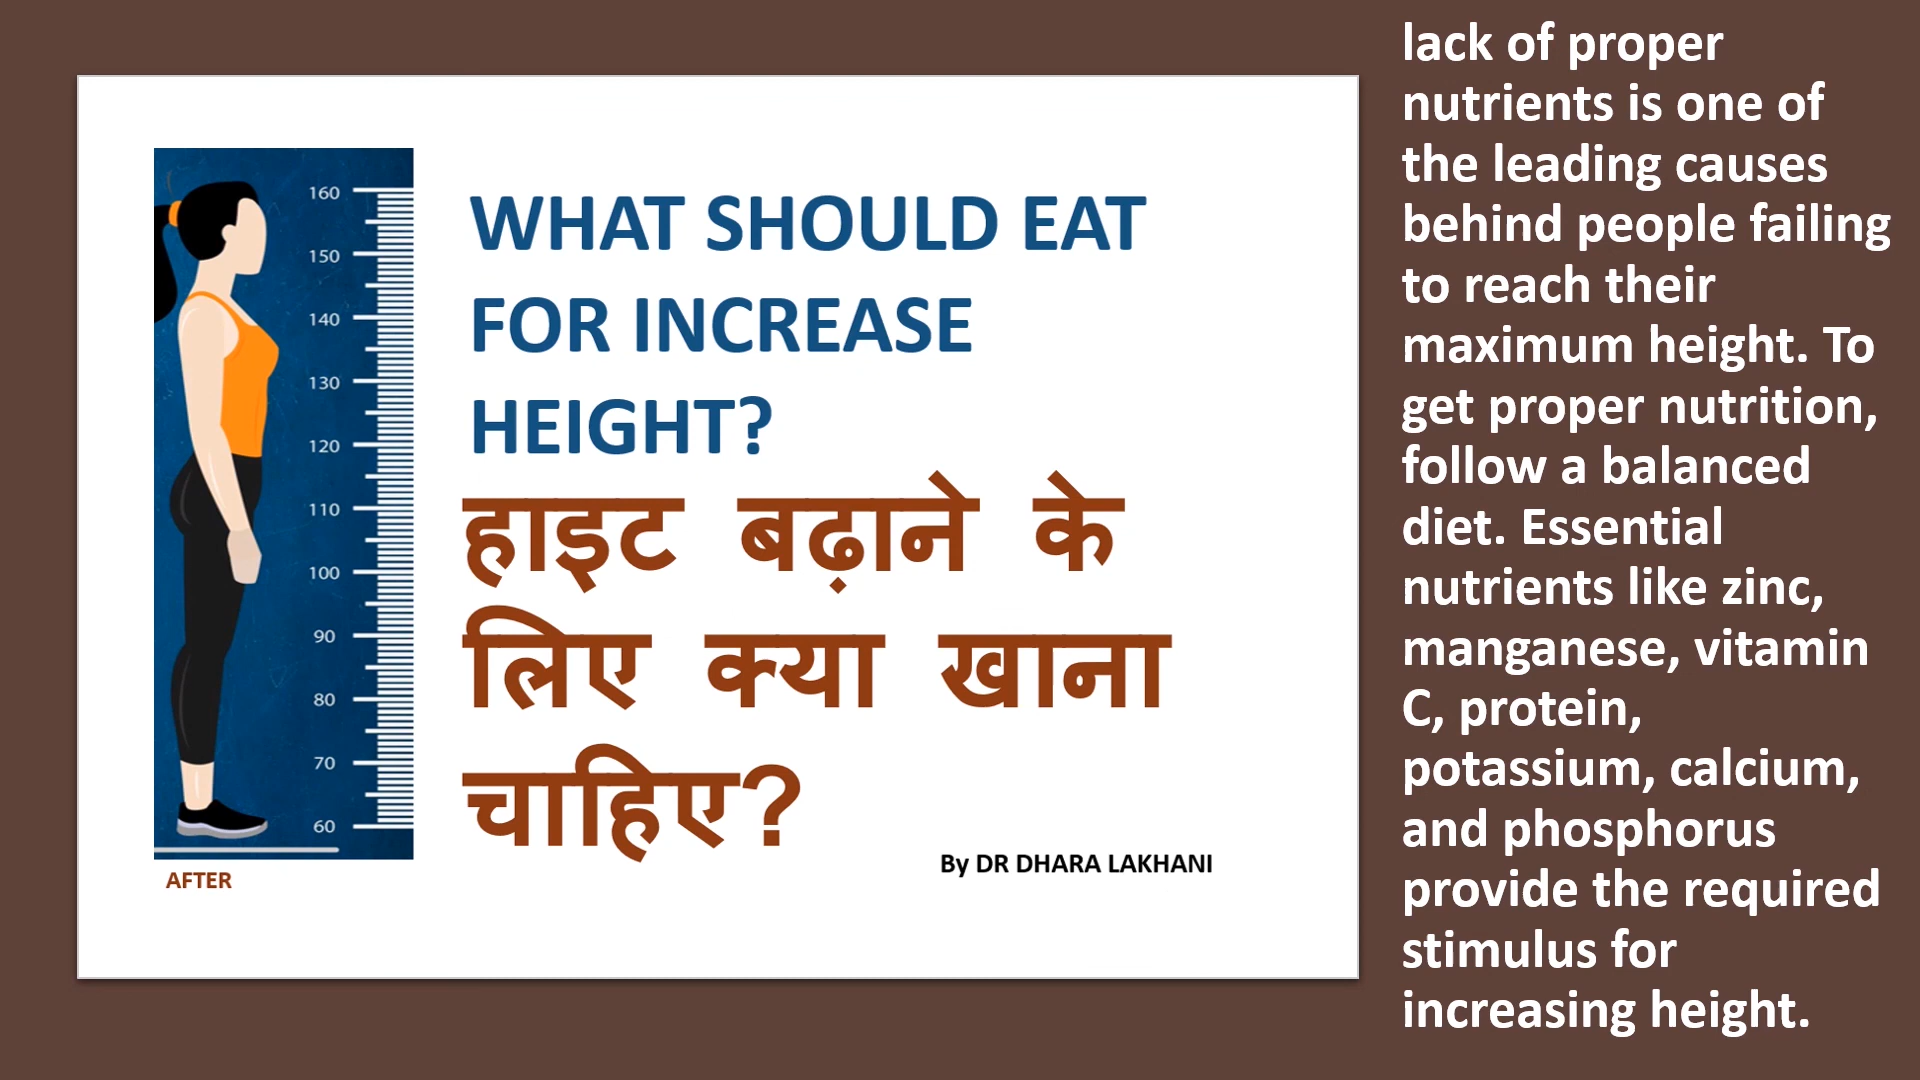 160
150
140
130
120
110
100
90
80
70
60
AFTER
WHAT SHOULD EAT
FOR INCREASE
HEIGHT?
हाइट बढ़ाने के
लिए क्या खाना
चाहिए?
By DR DHARA LAKHANI
lack of proper
nutrients is one of
the leading causes
behind people failing
to reach their
maximum height. To
get proper nutrition,
follow a balanced
diet. Essential
nutrients like zinc,
manganese, vitamin
C, protein,
potassium, calcium,
and phosphorus
provide the required
stimulus for
increasing height.